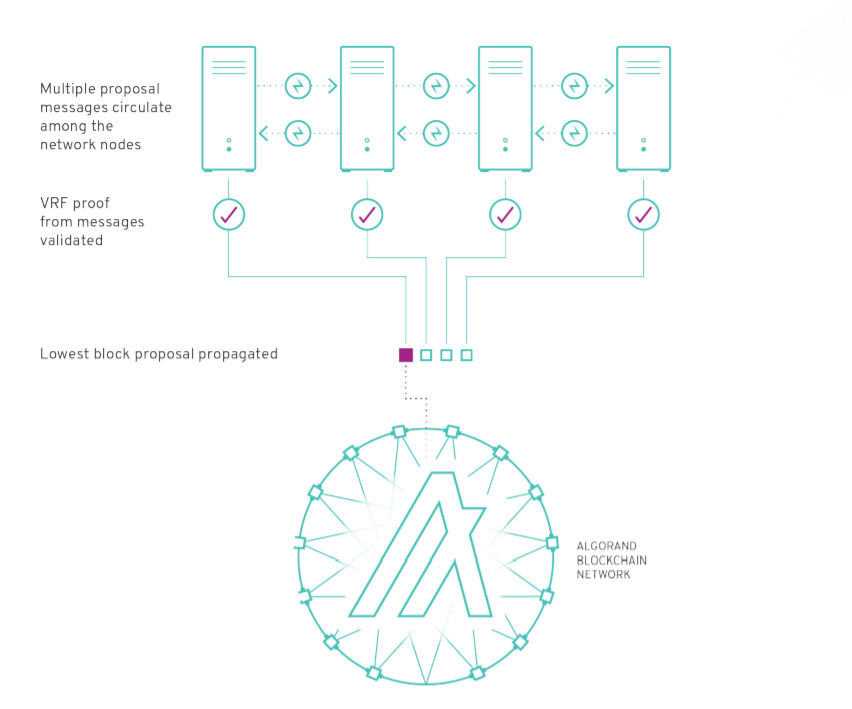 Multiple proposal
messages circulate
among the
network nodes
VRF proof
from messages
validated
Lowest block proposal propagated
ALGORAND
BLOCKCHAIN
NETWORK